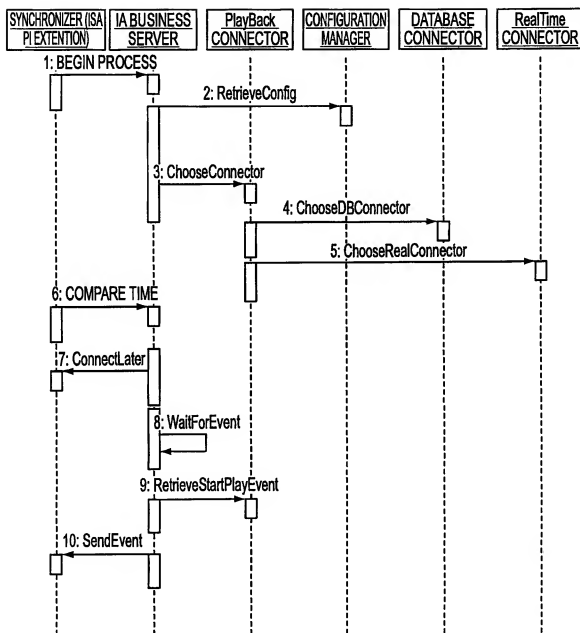 SYNCHRONIZER (ISA
PI EXTENTION)
IA BUSINESS
SERVER
PlayBack
CONNECTOR
CONFIGURATION
MANAGER
DATABASE
CONNECTOR
RealTime
CONNECTOR
1: BEGIN PROCESS
2: RetrieveConfig
3: ChooseConnector
4: ChooseDBConnector
5: ChooseRealConnector
6: COMPARE TIME
7: ConnectLater
8: WaitForEvent
9: RetrieveStartPlayEvent
10: SendEvent